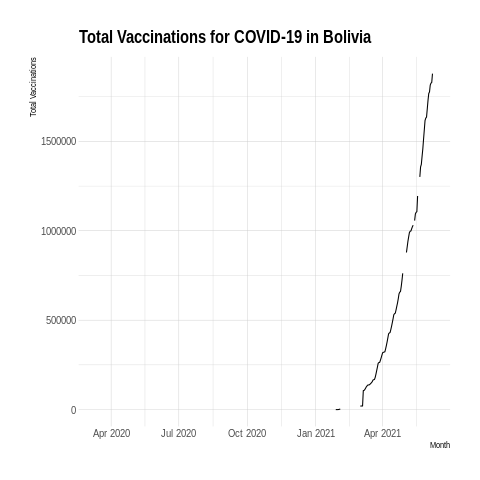 Total Vaccinations for COVID-19 in Bolivia
Total Vaccinations
1500000
1000000
500000
0
Apr 2020 Jul 2020 Oct 2020 Jan 2021 Apr 2021
Month